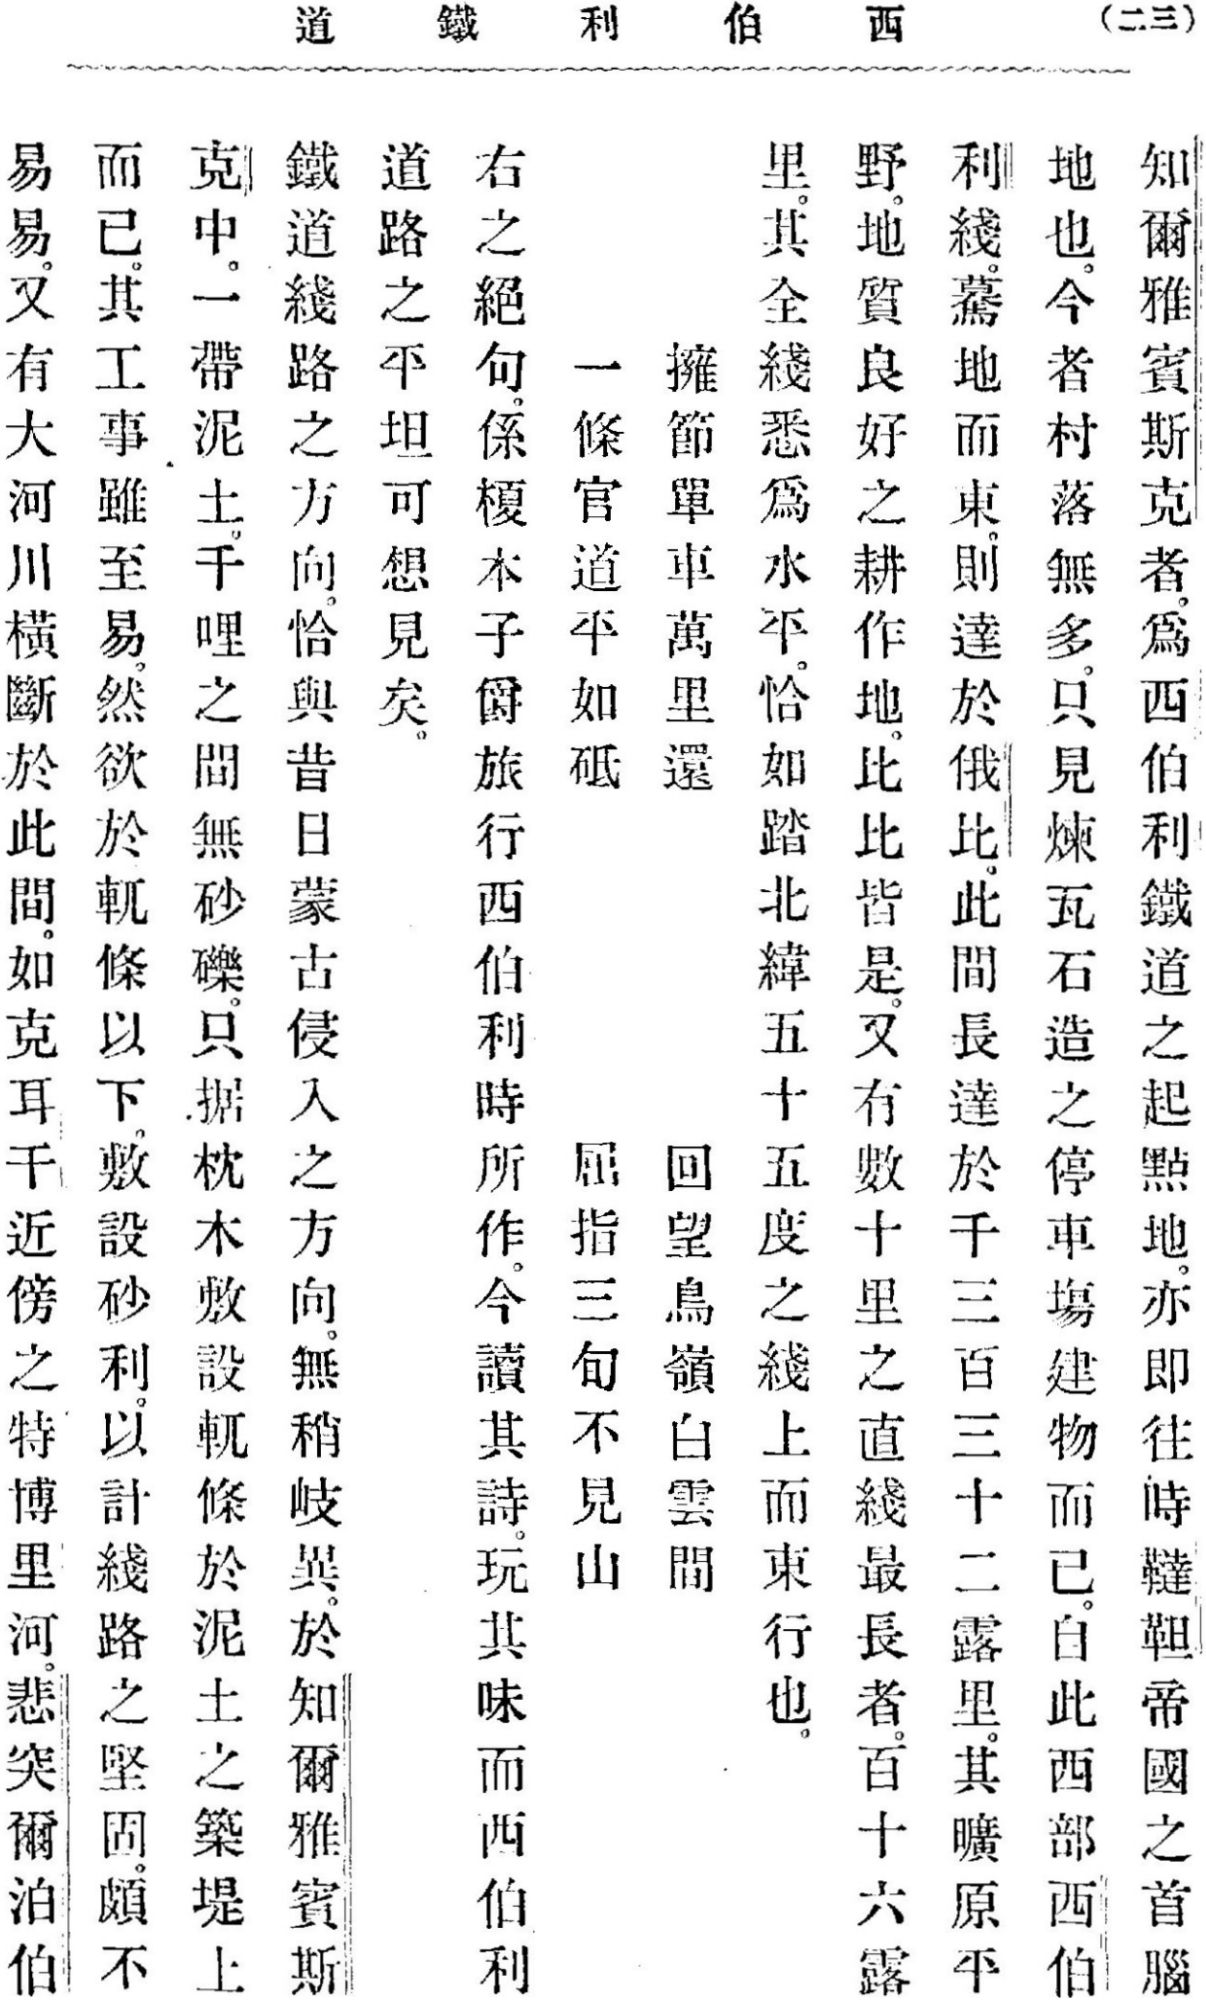 西伯利鐵道
（二三）
知爾雅賓斯克者。爲西伯利鐵道之起點地。亦即往時韃靼帝國之首腦
地也。今者村落無多。只見煉瓦石造之停車塲建物而已。自此西部西伯
利綫。驀地而東。則達於俄比。此間長達於千三百三十二露里。其曠原平
野。地質良好之耕作地。比比皆是。又有數十里之直綫最長者。百十六露
里。其全綫悉爲水平。恰如踏北緯五十五度之綫上而東行也。
擁節單車萬里還　回望鳥嶺白雲間
一條官道平如砥　屈指三旬不見山
右之絕句。係榎本子爵旅行西伯利時所作。今讀其詩。玩其味而西伯利
道路之平坦可想見矣。
鐵道綫路之方向。恰與昔日蒙古侵入之方向。無稍岐異。於知爾雅賓斯
克中。一帶泥土。千哩之間無砂礫。只据枕木敷設軏條於泥土之築堤上
而已。其工事雖至易。然欲於軏條以下。敷設砂利。以計綫路之堅固。頗不
易易。又有大河川橫斷於此間。如克耳千近傍之特博里河。悲突爾泊伯